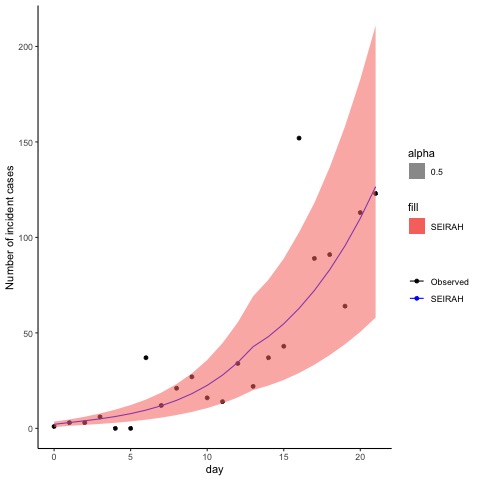 200
150
100
50
0
Number of incident cases
0 5 10 15 20
day
alpha
0.5
fill
SEIRAH
Observed
SEIRAH